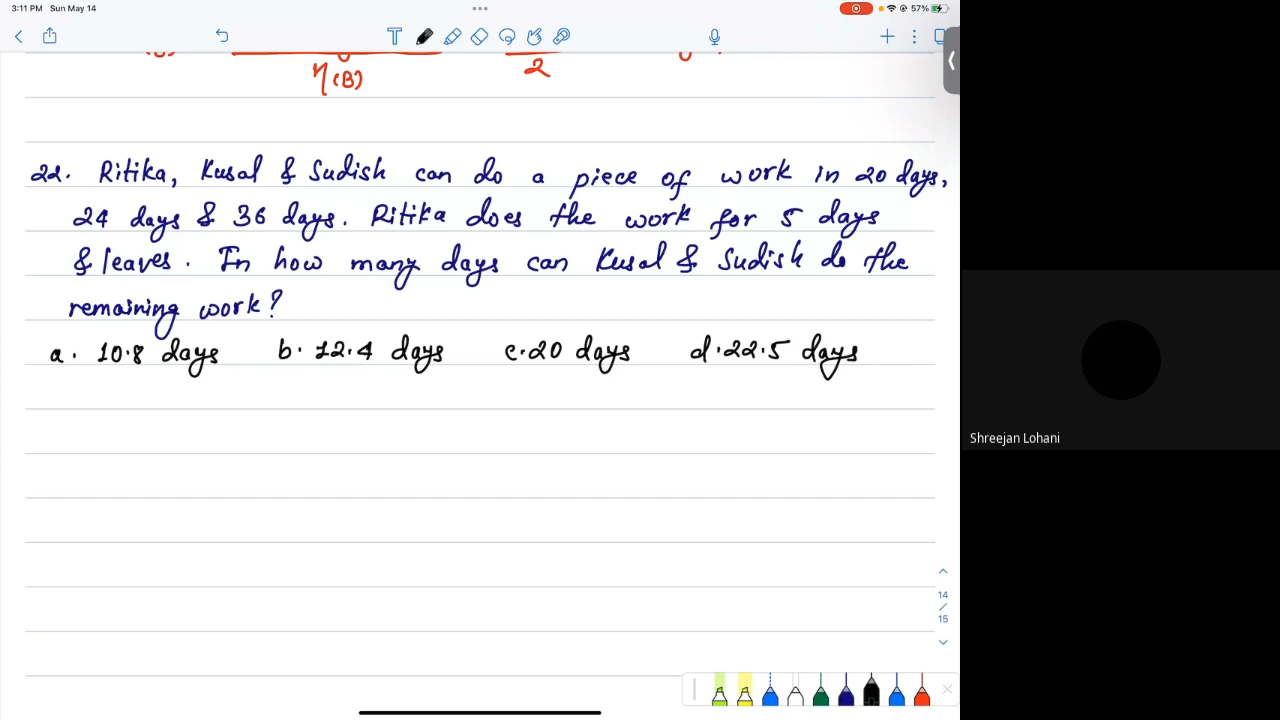 3:11 PM Sun May 14
57%
η(B)
2
22. Ritika, Kusal & Sudish can do a piece of work in 20 days,
24 days & 36 days. Ritika does the work for 5 days
& leaves. In how many days can Kusal & Sudish do the
remaining work?
a. 10.8 days b. 12.4 days c. 20 days d. 22.5 days
Shreejan Lohani
14
/
15